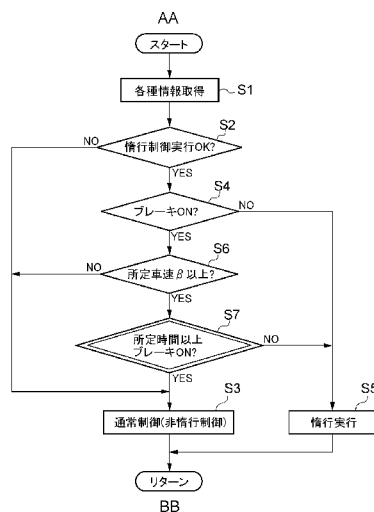 AA
スタート
各種情報取得
S1
S2
NO
惰行制御実行OK?
YES
S4
ブレーキON?
NO
YES
S6
NO
所定車速β以上?
YES
S7
所定時間以上
ブレーキON?
NO
YES
S3
S5
通常制御(非惰行制御)
惰行実行
リターン
BB